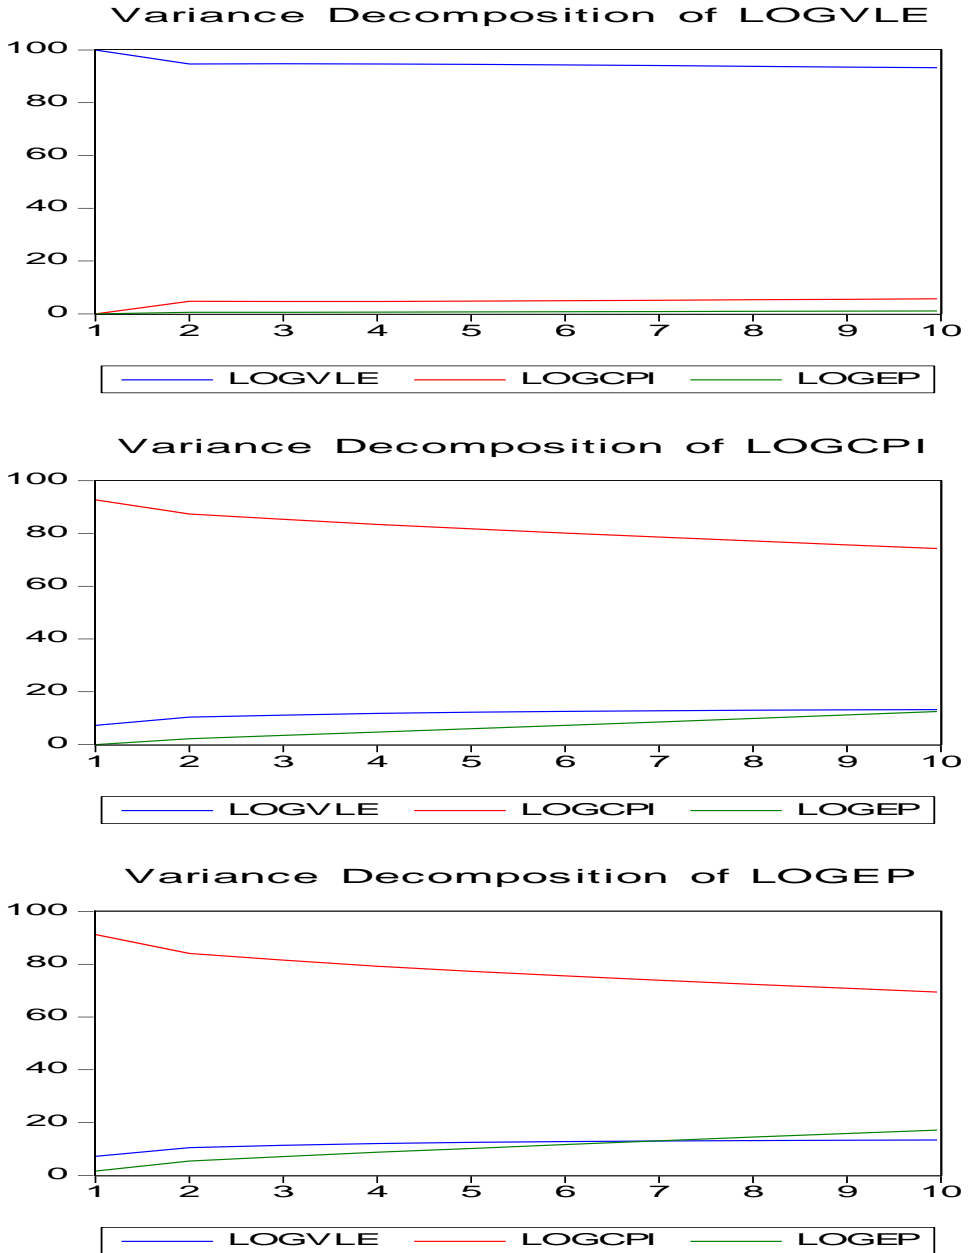 Variance Decomposition of LOGVLE
100
80
60
40
20
0
1 2 3 4 5 6 7 8 9 10
LOGVLE LOGCPI LOGEP
Variance Decomposition of LOGCPI
100
80
60
40
20
0
1 2 3 4 5 6 7 8 9 10
LOGVLE LOGCPI LOGEP
Variance Decomposition of LOGEP
100
80
60
40
20
0
1 2 3 4 5 6 7 8 9 10
LOGVLE LOGCPI LOGEP